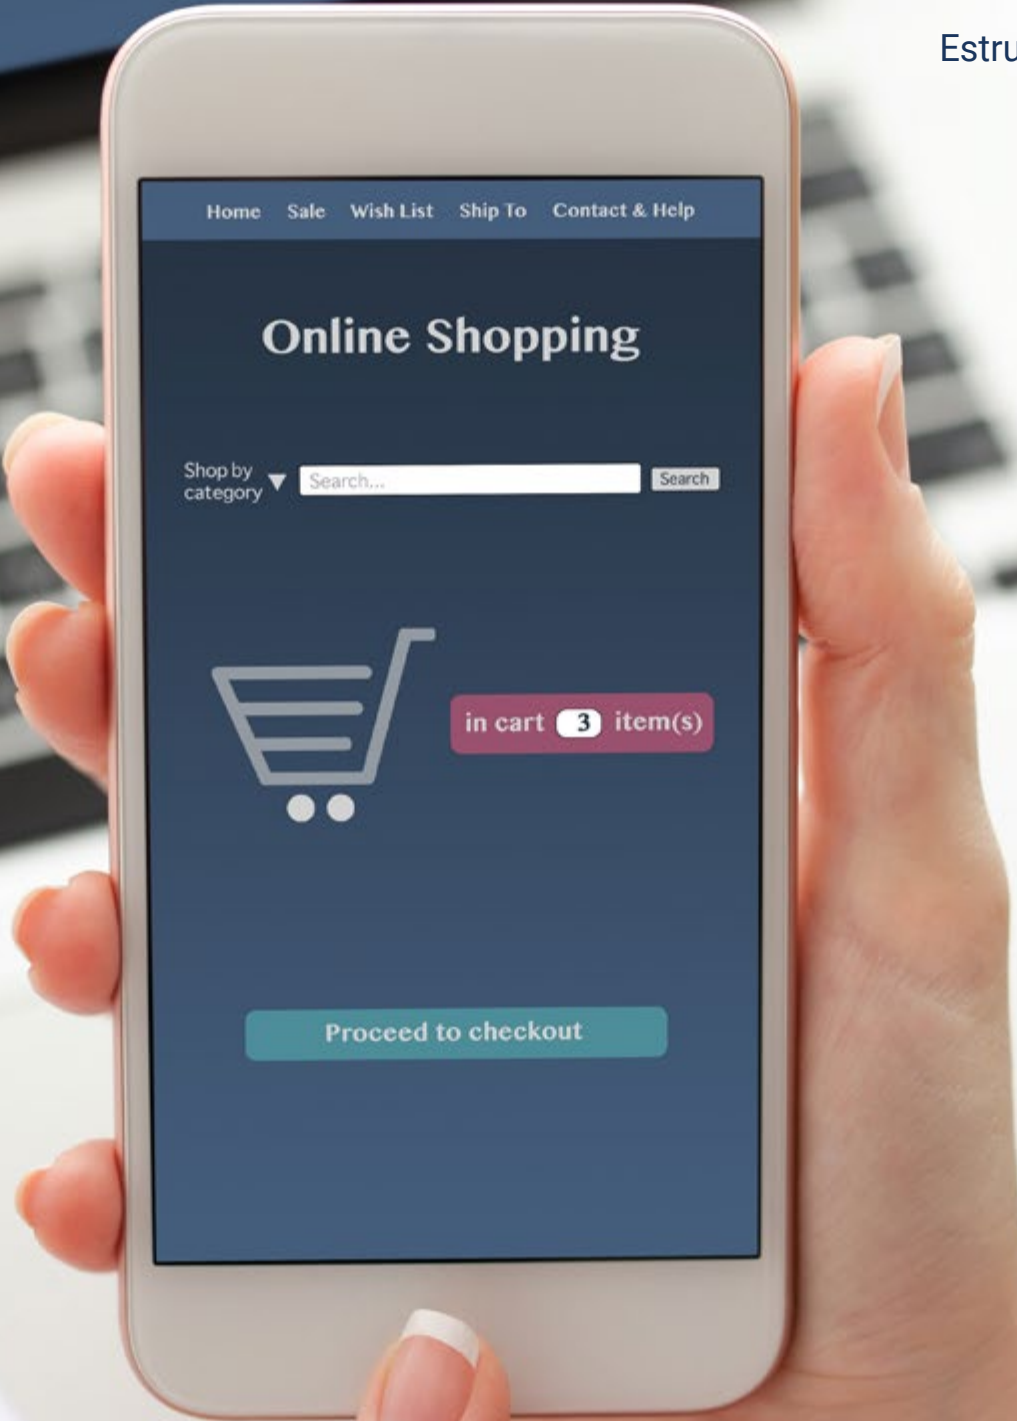 Estru
Home Sale Wish List Ship To Contact & Help
Online Shopping
Shop by
category
Search...
Search
in cart 3 item(s)
Proceed to checkout